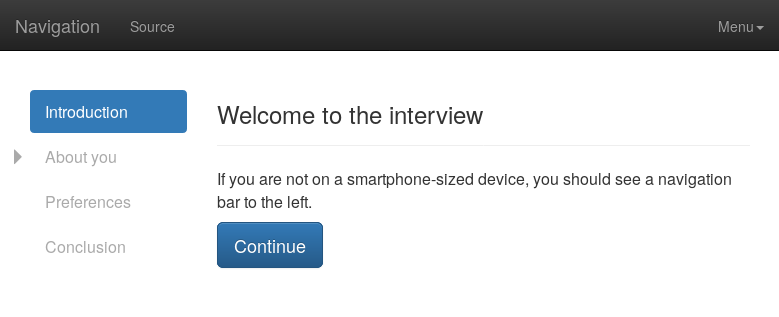 Navigation Source Menu
Introduction
About you
Preferences
Conclusion
Welcome to the interview
If you are not on a smartphone-sized device, you should see a navigation
bar to the left.
Continue